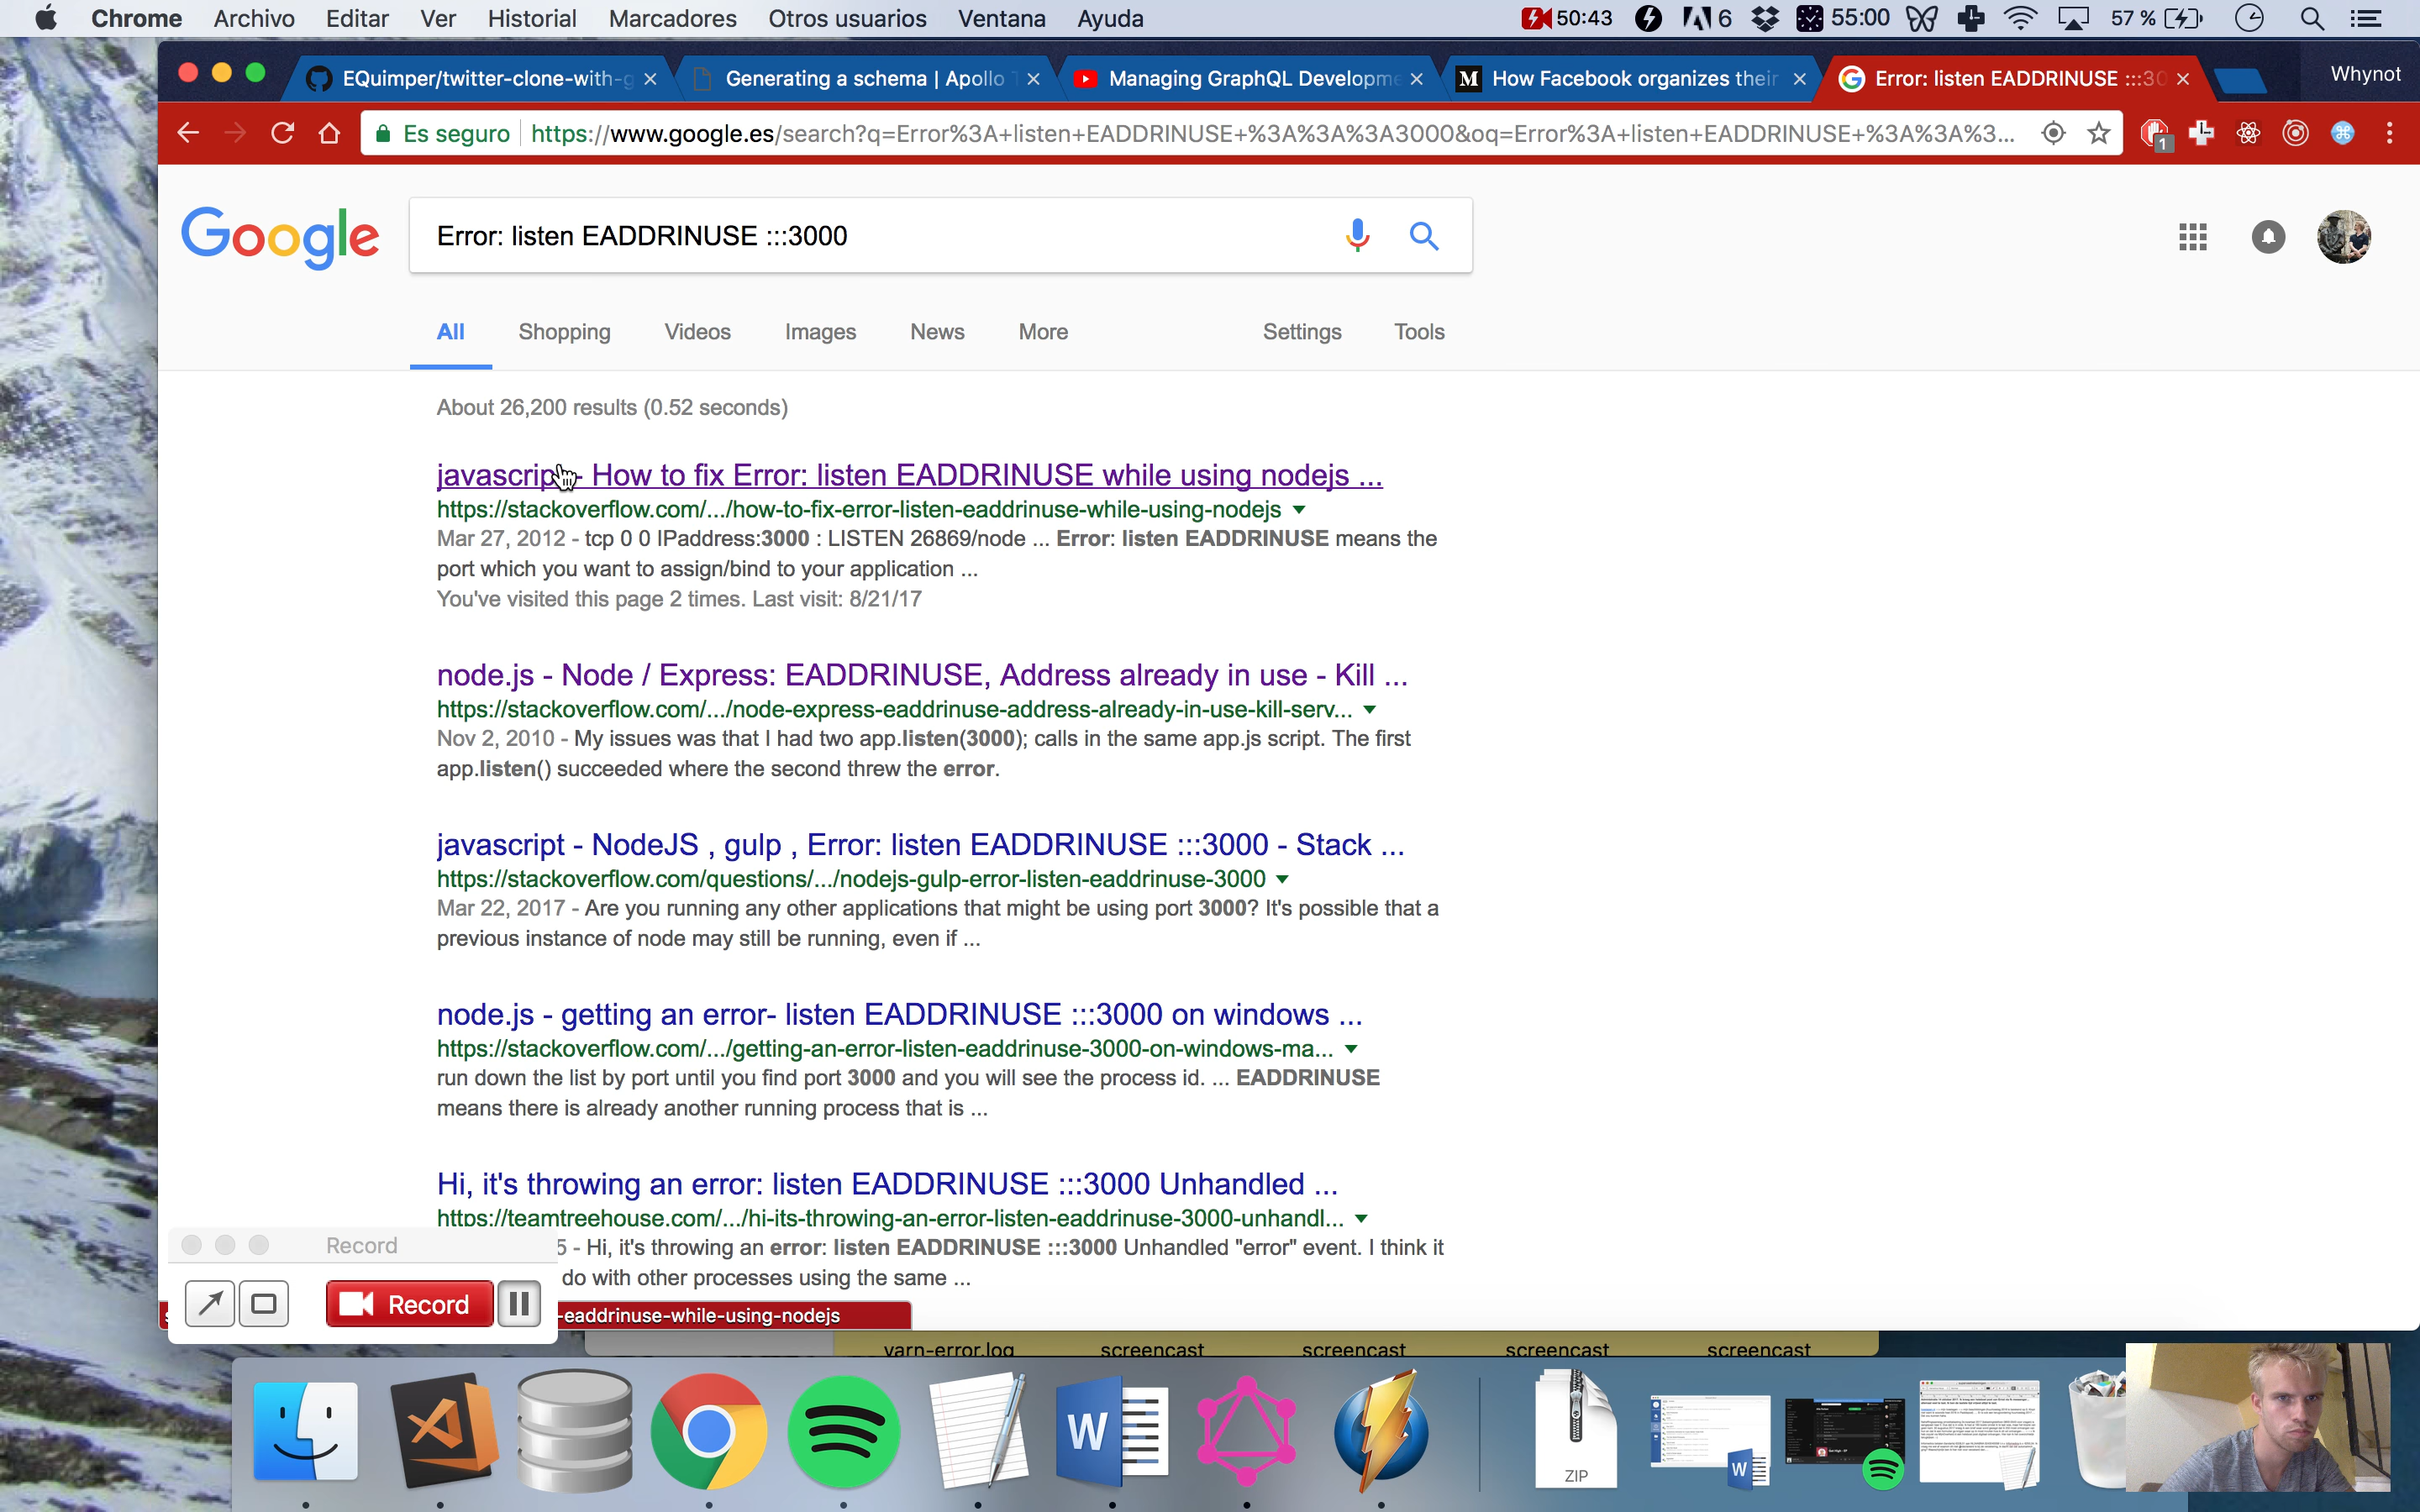 Chrome Archivo Editar Ver Historial Marcadores Otros usuarios Ventana Ayuda 50:43 6 55:00 57 %
EQuimper/twitter-clone-with-g Generating a schema | Apollo Managing GraphQL Developme How Facebook organizes their Error: listen EADDRINUSE :::30 Whynot
Es seguro https://www.google.es/search?q=Error%3A+listen+EADDRINUSE+%3A%3A%3A3000&oq=Error%3A+listen+EADDRINUSE+%3A%3A%3... 1
Google Error: listen EADDRINUSE :::3000
All Shopping Videos Images News More Settings Tools
About 26,200 results (0.52 seconds)
javascript - How to fix Error: listen EADDRINUSE while using nodejs ...
https://stackoverflow.com/.../how-to-fix-error-listen-eaddrinuse-while-using-nodejs
Mar 27, 2012 - tcp 0 0 IPaddress:3000 : LISTEN 26869/node ... Error: listen EADDRINUSE means the
port which you want to assign/bind to your application ...
You've visited this page 2 times. Last visit: 8/21/17
node.js - Node / Express: EADDRINUSE, Address already in use - Kill ...
https://stackoverflow.com/.../node-express-eaddrinuse-address-already-in-use-kill-serv...
Nov 2, 2010 - My issues was that I had two app.listen(3000); calls in the same app.js script. The first
app.listen() succeeded where the second threw the error.
javascript - NodeJS , gulp , Error: listen EADDRINUSE :::3000 - Stack ...
https://stackoverflow.com/questions/.../nodejs-gulp-error-listen-eaddrinuse-3000
Mar 22, 2017 - Are you running any other applications that might be using port 3000? It's possible that a
previous instance of node may still be running, even if ...
node.js - getting an error- listen EADDRINUSE :::3000 on windows ...
https://stackoverflow.com/.../getting-an-error-listen-eaddrinuse-3000-on-windows-ma...
run down the list by port until you find port 3000 and you will see the process id. ... EADDRINUSE
means there is already another running process that is ...
Hi, it's throwing an error: listen EADDRINUSE :::3000 Unhandled ...
https://teamtreehouse.com/.../hi-its-throwing-an-error-listen-eaddrinuse-3000-unhandl...
Record 5 - Hi, it's throwing an error: listen EADDRINUSE :::3000 Unhandled "error" event. I think it
do with other processes using the same ...
Record -eaddrinuse-while-using-nodejs
yarn-error.log screencast screencast screencast screencast
W ZIP W